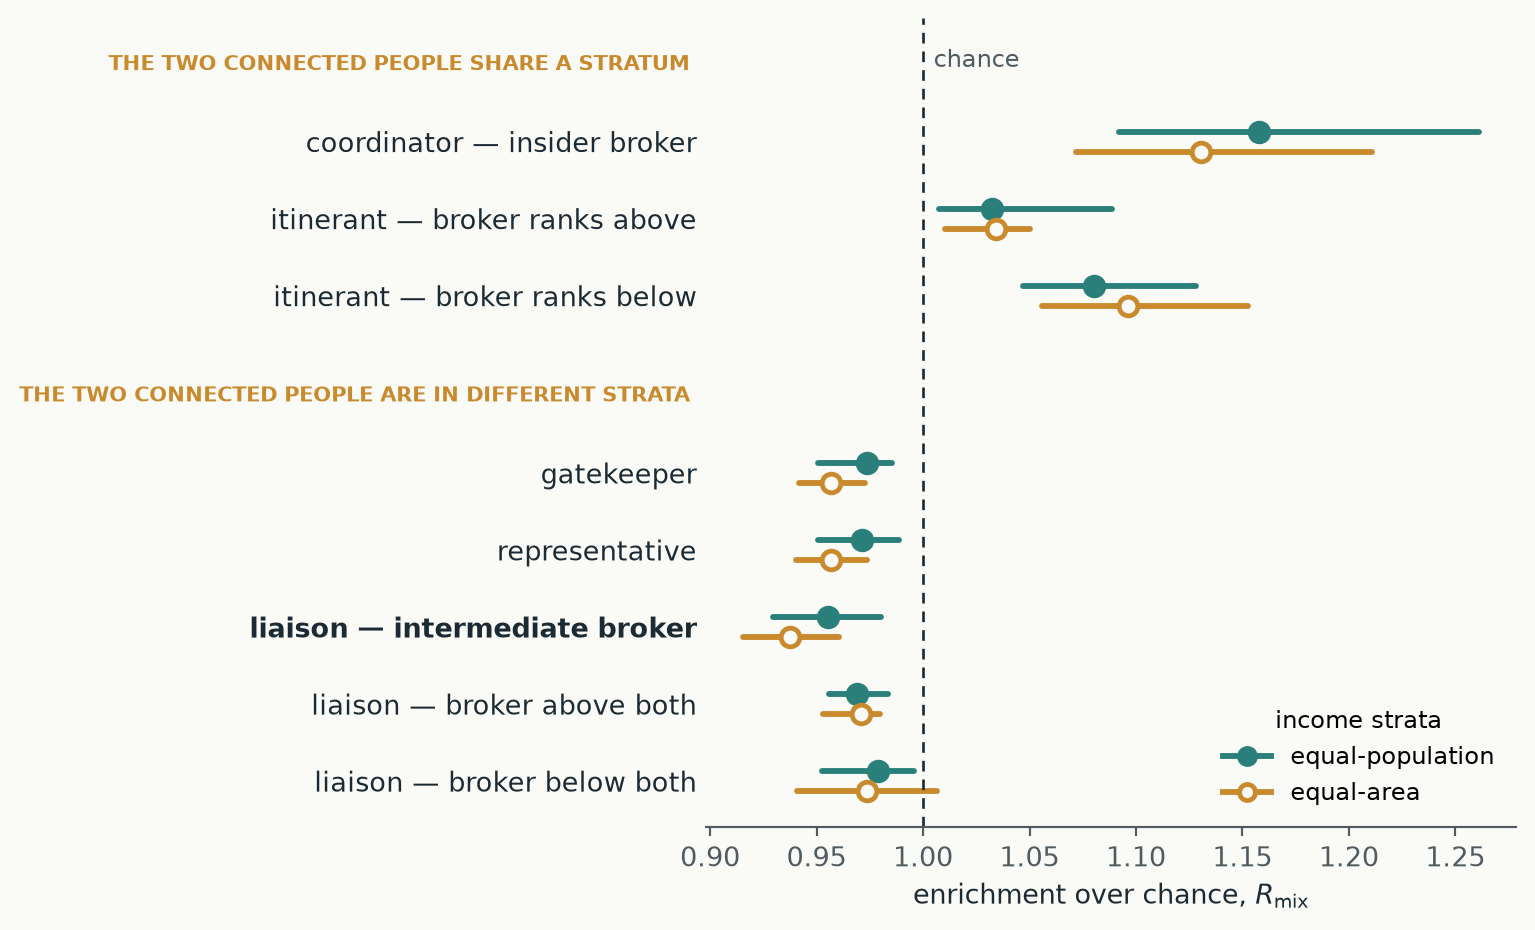 THE TWO CONNECTED PEOPLE SHARE A STRATUM
chance
coordinator — insider broker
itinerant — broker ranks above
itinerant — broker ranks below
THE TWO CONNECTED PEOPLE ARE IN DIFFERENT STRATA
gatekeeper
representative
liaison — intermediate broker
liaison — broker above both
liaison — broker below both
income strata
equal-population
equal-area
0.90 0.95 1.00 1.05 1.10 1.15 1.20 1.25
enrichment over chance, Rmix